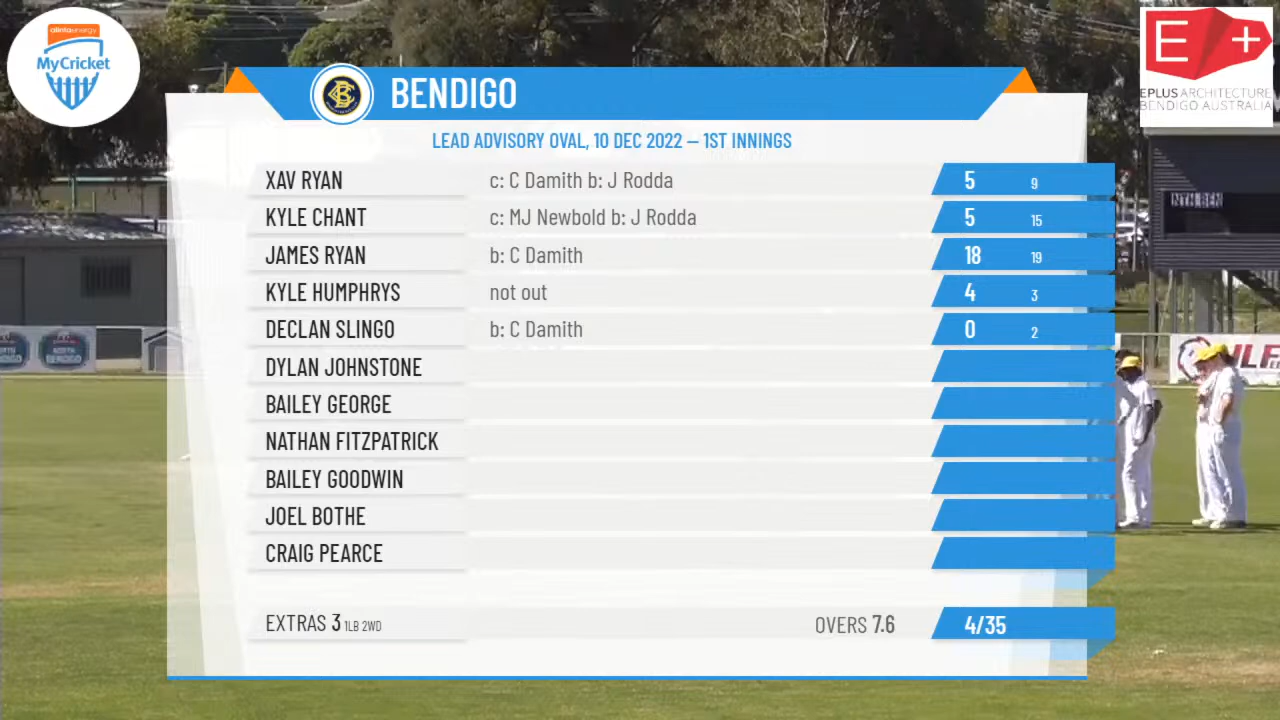 alintaenergy
MyCricket
BENDIGO
E+
EPLUS ARCHITECTURE
BENDIGO AUSTRALIA
LEAD ADVISORY OVAL, 10 DEC 2022 – 1ST INNINGS
XAV RYAN c: C Damith b: J Rodda 5 9
KYLE CHANT c: MJ Newbold b: J Rodda 5 15
JAMES RYAN b: C Damith 18 19
KYLE HUMPHRYS not out 4 3
DECLAN SLINGO b: C Damith 0 2
DYLAN JOHNSTONE
BAILEY GEORGE
NATHAN FITZPATRICK
BAILEY GOODWIN
JOEL BOTHE
CRAIG PEARCE
EXTRAS 3 1LB 2WD OVERS 7.6 4/35
NTH BEN
NORTH
BENDIGO